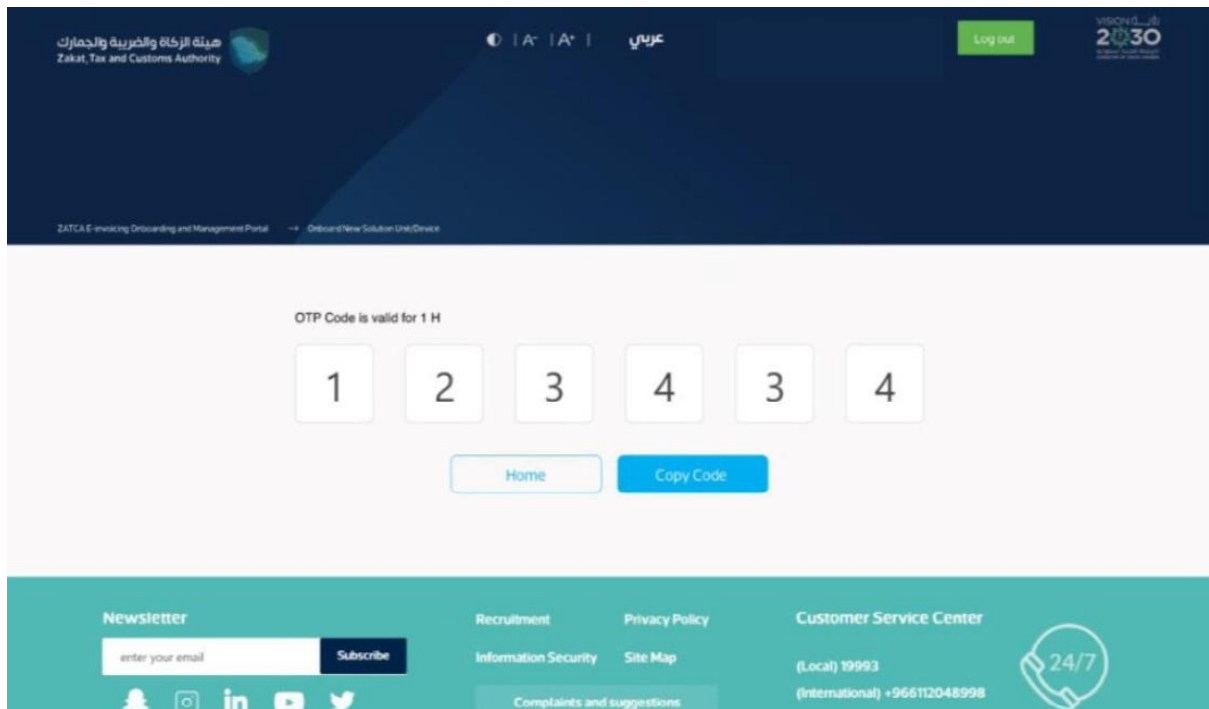 هيئة الزكاة والضريبة والجمارك
Zakat, Tax and Customs Authority
| A- | A+ |
عربي
Log out
VISION رؤيـــة
2030
ZATCA E-invoicing Onboarding and Management Portal → Onboard New Solution Unit/Device
OTP Code is valid for 1 H
1 2 3 4 3 4
Home
Copy Code
Newsletter
enter your email
Subscribe
Recruitment
Privacy Policy
Information Security
Site Map
Complaints and suggestions
Customer Service Center
(Local) 19993
(International) +966112048998
24/7